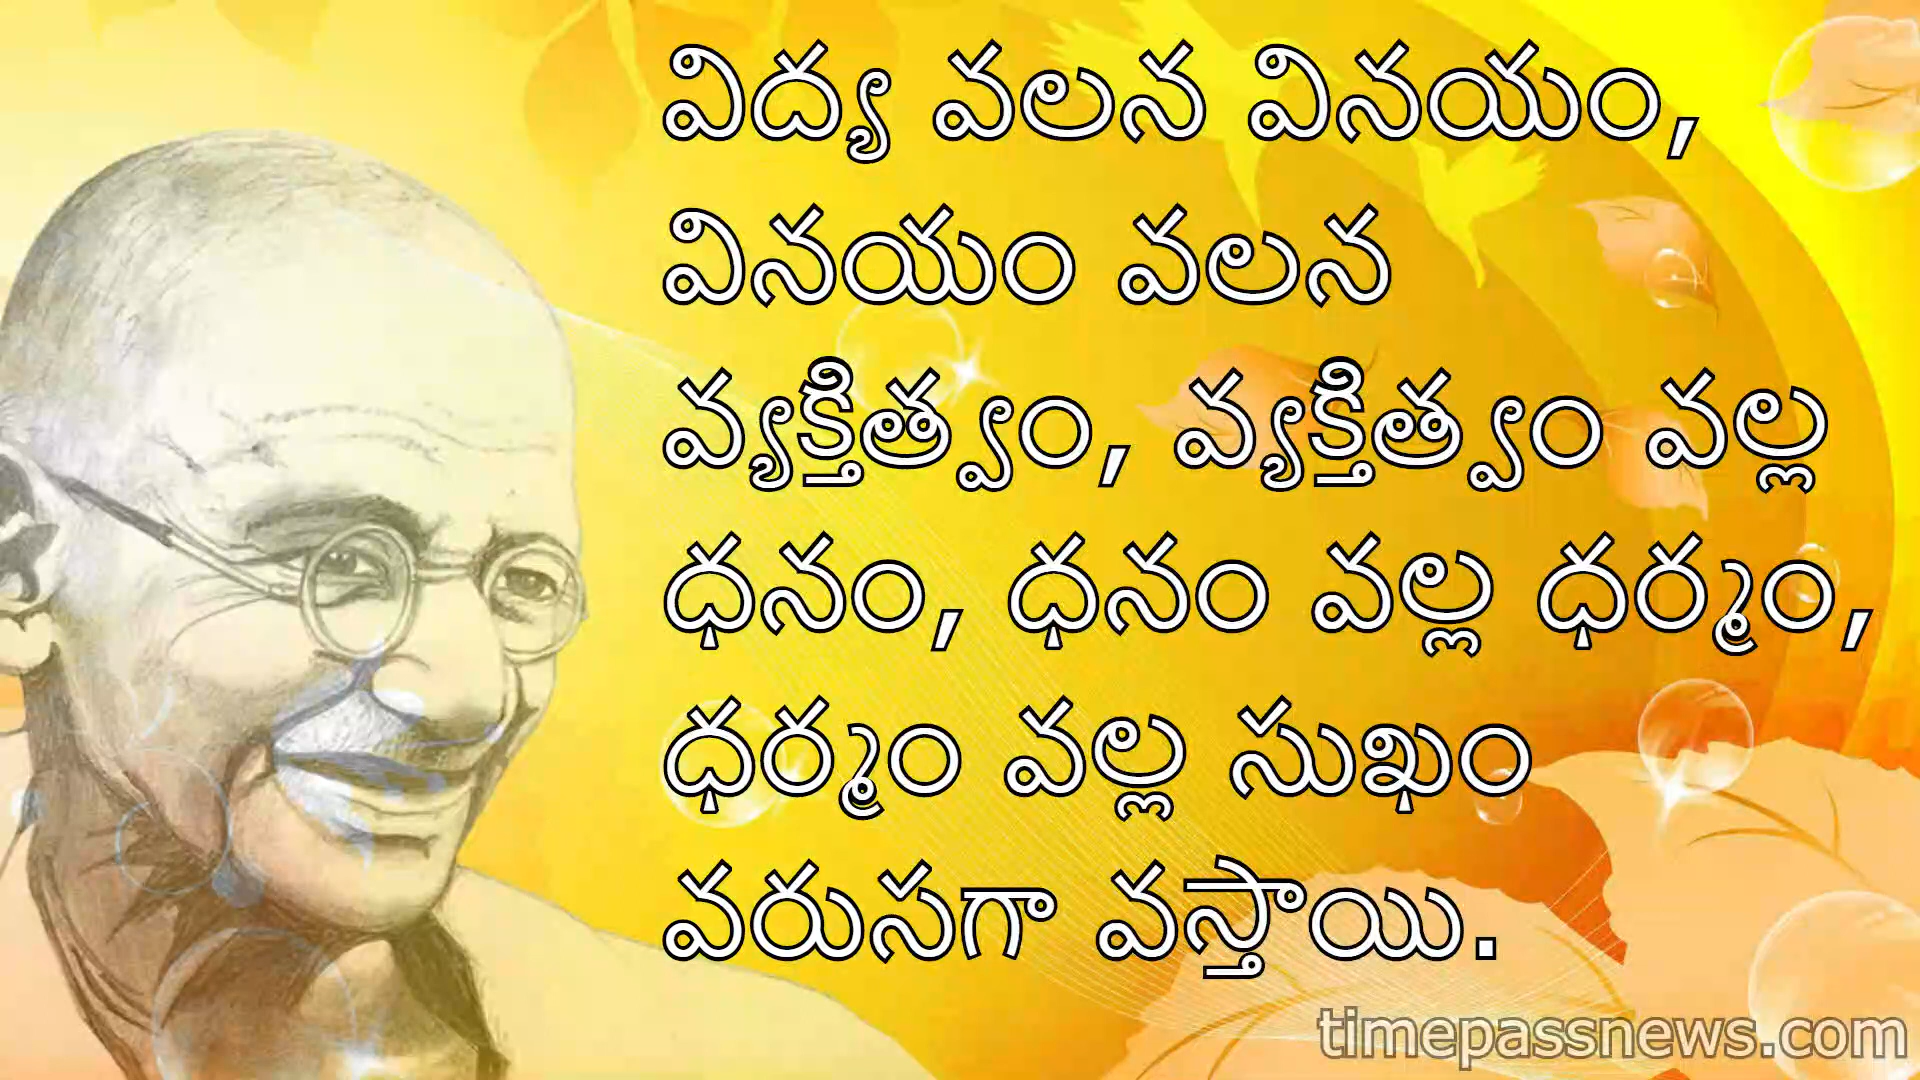 విద్య వలన వినయం,
వినయం వలన
వ్యక్తిత్వం, వ్యక్తిత్వం వల్ల
ధనం, ధనం వల్ల ధర్మం,
ధర్మం వల్ల సుఖం
వరుసగా వస్తాయి.
timepassnews.com